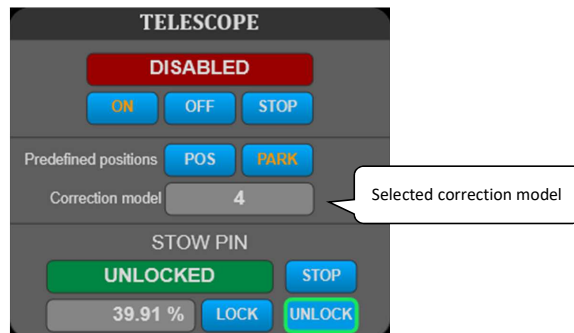 TELESCOPE
DISABLED
ON OFF STOP
Predefined positions POS PARK
Correction model 4
Selected correction model
STOW PIN
UNLOCKED STOP
39.91 % LOCK UNLOCK